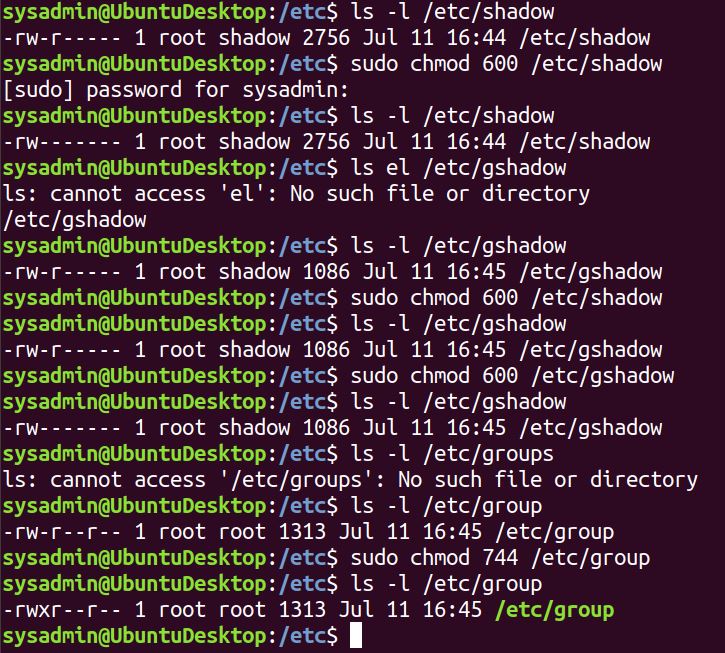 sysadmin@UbuntuDesktop:/etc$ ls -l /etc/shadow
-rw-r----- 1 root shadow 2756 Jul 11 16:44 /etc/shadow
sysadmin@UbuntuDesktop:/etc$ sudo chmod 600 /etc/shadow
[sudo] password for sysadmin:
sysadmin@UbuntuDesktop:/etc$ ls -l /etc/shadow
-rw------- 1 root shadow 2756 Jul 11 16:44 /etc/shadow
sysadmin@UbuntuDesktop:/etc$ ls el /etc/gshadow
ls: cannot access 'el': No such file or directory
/etc/gshadow
sysadmin@UbuntuDesktop:/etc$ ls -l /etc/gshadow
-rw-r----- 1 root shadow 1086 Jul 11 16:45 /etc/gshadow
sysadmin@UbuntuDesktop:/etc$ sudo chmod 600 /etc/shadow
sysadmin@UbuntuDesktop:/etc$ ls -l /etc/gshadow
-rw-r----- 1 root shadow 1086 Jul 11 16:45 /etc/gshadow
sysadmin@UbuntuDesktop:/etc$ sudo chmod 600 /etc/gshadow
sysadmin@UbuntuDesktop:/etc$ ls -l /etc/gshadow
-rw------- 1 root shadow 1086 Jul 11 16:45 /etc/gshadow
sysadmin@UbuntuDesktop:/etc$ ls -l /etc/groups
ls: cannot access '/etc/groups': No such file or directory
sysadmin@UbuntuDesktop:/etc$ ls -l /etc/group
-rw-r--r-- 1 root root 1313 Jul 11 16:45 /etc/group
sysadmin@UbuntuDesktop:/etc$ sudo chmod 744 /etc/group
sysadmin@UbuntuDesktop:/etc$ ls -l /etc/group
-rwxr--r-- 1 root root 1313 Jul 11 16:45 /etc/group
sysadmin@UbuntuDesktop:/etc$